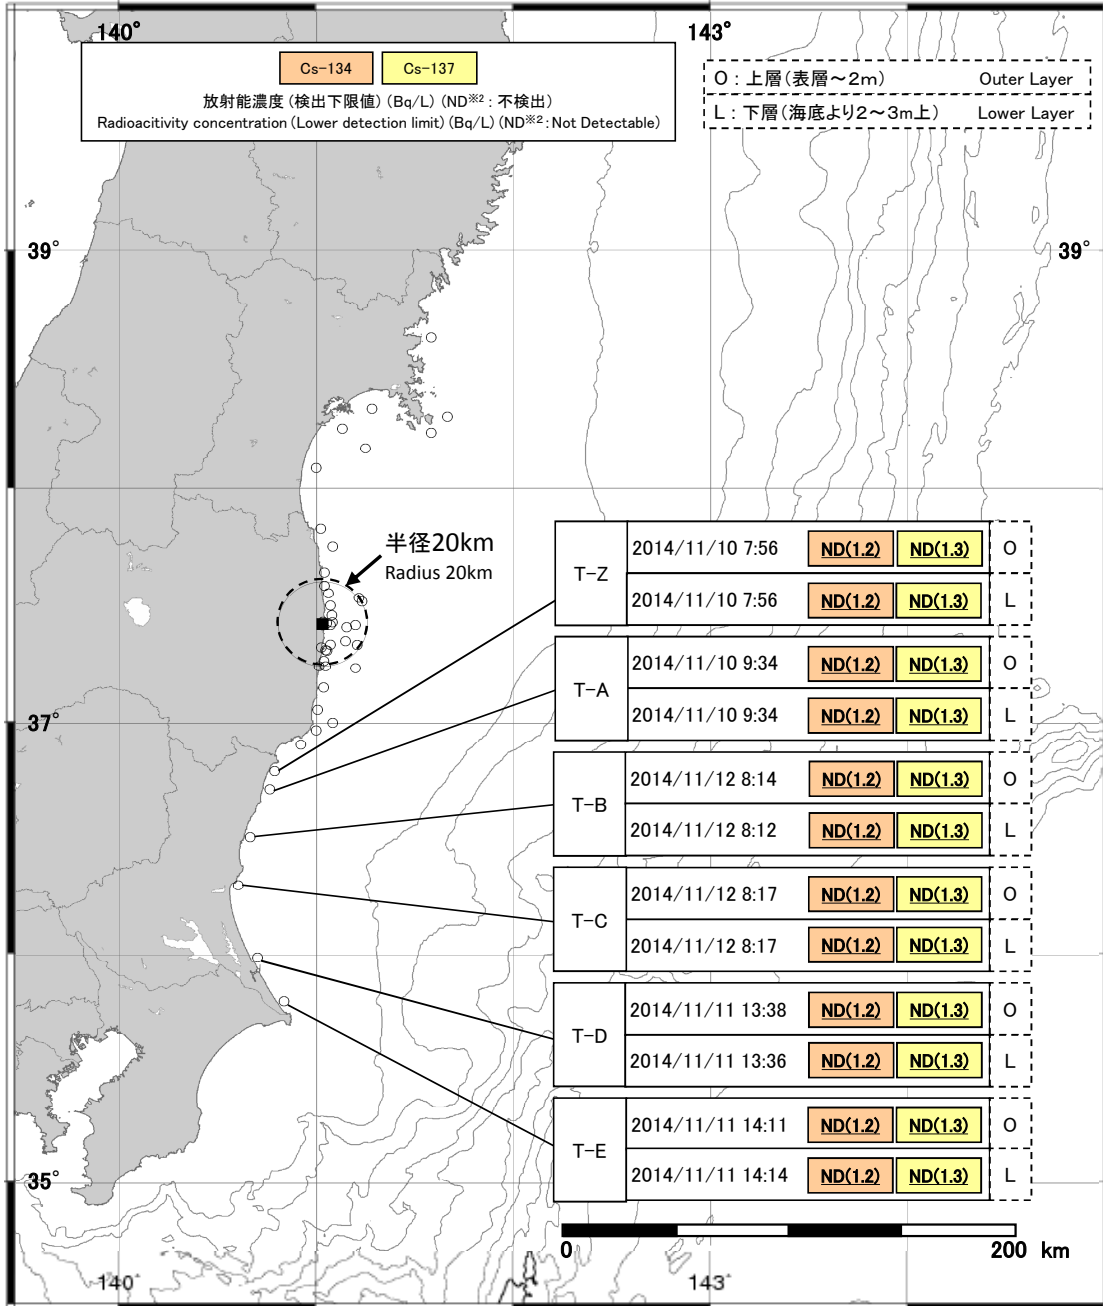 140°
143°
Cs-134
Cs-137
放射能濃度 (検出下限値) (Bq/L) (ND※2 : 不検出)
Radioacitivity concentration (Lower detection limit) (Bq/L) (ND※2 : Not Detectable)
O : 上層 (表層～2m) Outer Layer
L : 下層 (海底より2～3m上) Lower Layer
39°
39°
半径20km
Radius 20km
T-Z
2014/11/10 7:56 ND(1.2) ND(1.3) O
2014/11/10 7:56 ND(1.2) ND(1.3) L
T-A
2014/11/10 9:34 ND(1.2) ND(1.3) O
2014/11/10 9:34 ND(1.2) ND(1.3) L
37°
T-B
2014/11/12 8:14 ND(1.2) ND(1.3) O
2014/11/12 8:12 ND(1.2) ND(1.3) L
T-C
2014/11/12 8:17 ND(1.2) ND(1.3) O
2014/11/12 8:17 ND(1.2) ND(1.3) L
T-D
2014/11/11 13:38 ND(1.2) ND(1.3) O
2014/11/11 13:36 ND(1.2) ND(1.3) L
T-E
2014/11/11 14:11 ND(1.2) ND(1.3) O
2014/11/11 14:14 ND(1.2) ND(1.3) L
35°
0 200 km
140°
143°